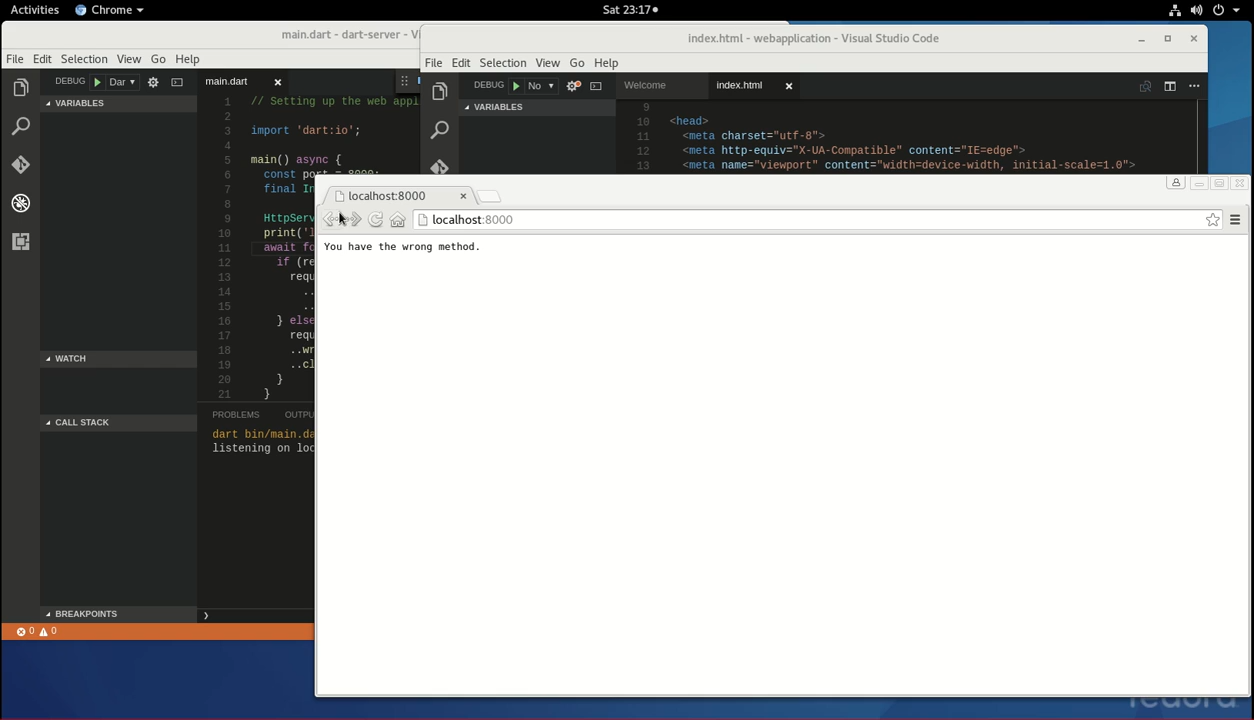 Activities Chrome Sat 23:17
main.dart - dart-server - Vi
File Edit Selection View Go Help
DEBUG Dar main.dart
VARIABLES
1 // Setting up the web appl
2
3 import 'dart:io';
4
5 main() async {
6 const port = 8000;
7 final In
8
9 HttpServ
10 print('l
11 await fo
12 if (re
13 requ
14 ..
15 ..
16 } else
17 requ
18 ..wr
19 ..cl
20 }
21 }
WATCH
CALL STACK
BREAKPOINTS
PROBLEMS OUTPU
dart bin/main.da
listening on loc
0 0
index.html - webapplication - Visual Studio Code
File Edit Selection View Go Help
DEBUG No Welcome index.html
VARIABLES
9
10 <head>
11 <meta charset="utf-8">
12 <meta http-equiv="X-UA-Compatible" content="IE=edge">
13 <meta name="viewport" content="width=device-width, initial-scale=1.0">
localhost:8000
localhost:8000
You have the wrong method.
fedora